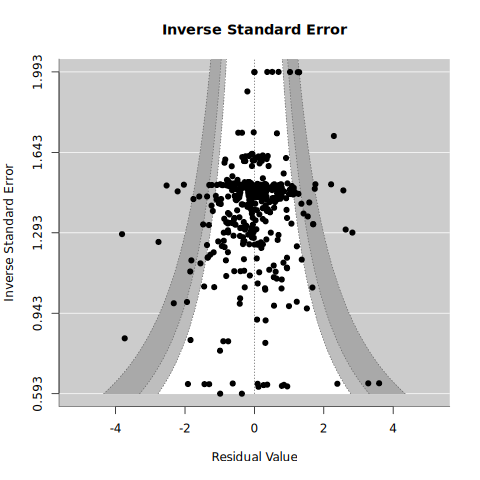 Inverse Standard Error
Inverse Standard Error
1.993
1.643
1.293
0.943
0.593
-4 -2 0 2 4
Residual Value